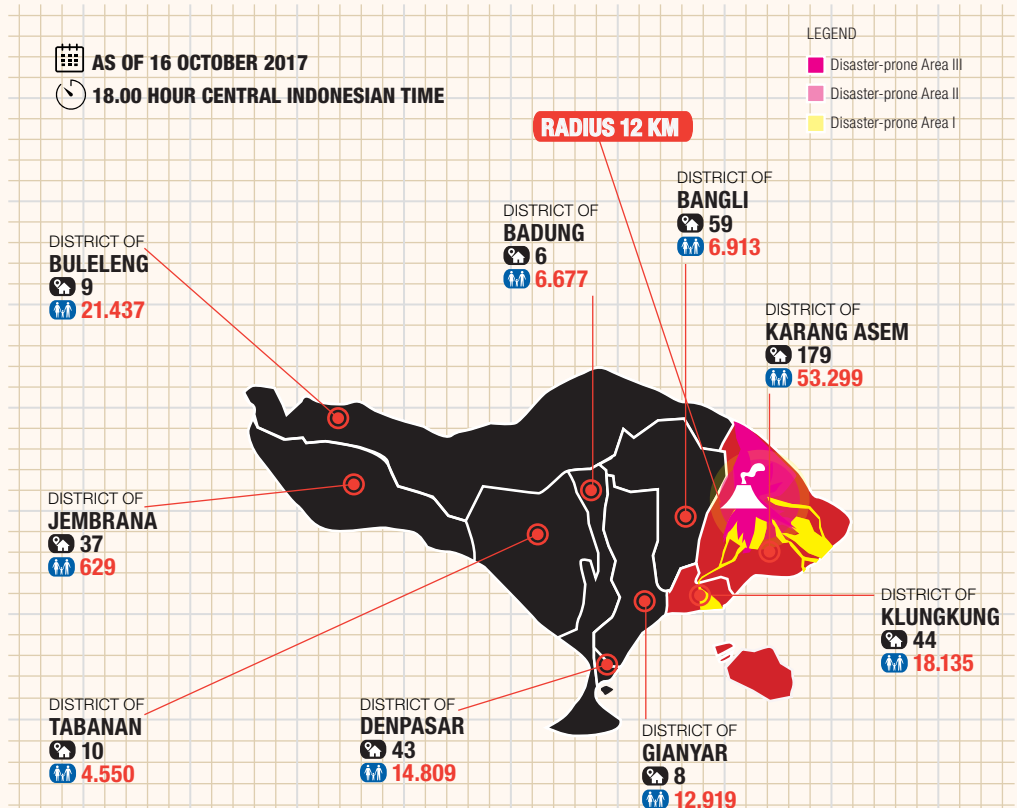 AS OF 16 OCTOBER 2017
18.00 HOUR CENTRAL INDONESIAN TIME
LEGEND
Disaster-prone Area III
Disaster-prone Area II
Disaster-prone Area I
RADIUS 12 KM
DISTRICT OF
BANGLI
59
6.913
DISTRICT OF
BADUNG
6
6.677
DISTRICT OF
BULELENG
9
21.437
DISTRICT OF
KARANG ASEM
179
53.299
DISTRICT OF
JEMBRANA
37
629
DISTRICT OF
KLUNGKUNG
44
18.135
DISTRICT OF
TABANAN
10
4.550
DISTRICT OF
DENPASAR
43
14.809
DISTRICT OF
GIANYAR
8
12.919